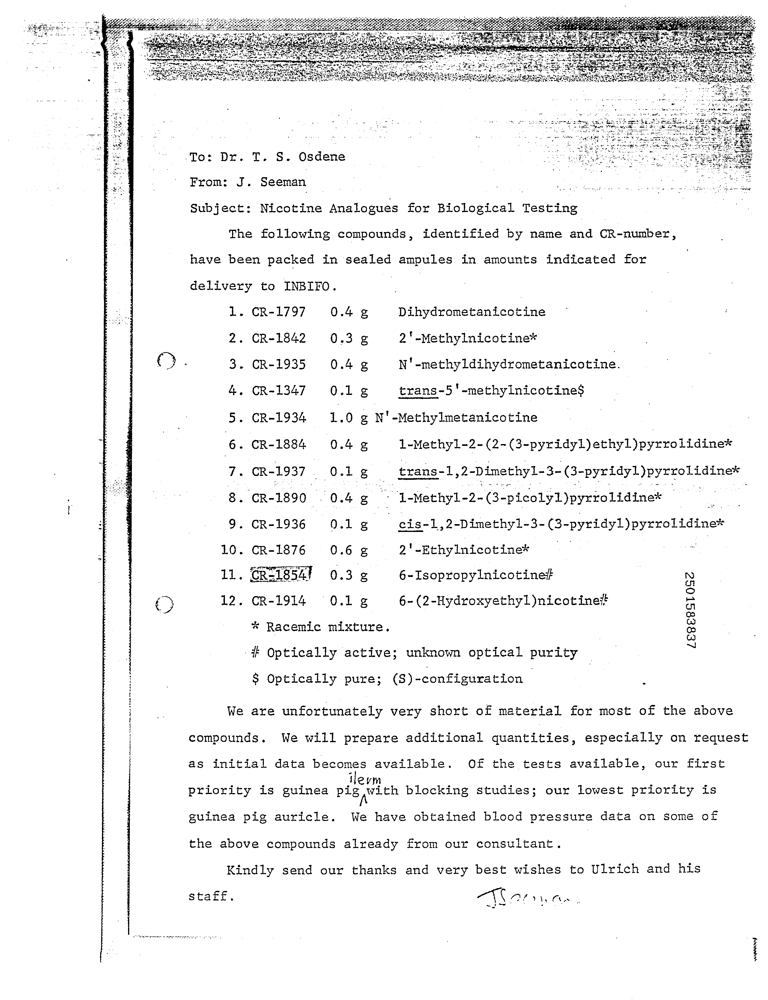 To: Dr. T. S. Osdene
From: J. Seeman
Subject: Nicotine Analogues for Biological Testing
The following compounds, identified by name and CR-number,
have been packed in sealed ampules in amounts indicated for
delivery to INBIFO.
1. CR-1797 0.4 g Dihydrometanicotine
2. CR-1842 0.3 g 2'-Methylnicotine*
3. CR-1935 0.4 g N'-methyldihydrometanicotine.
4. CR-1347 0.1 g trans-5'-methylnicotine$
5. CR-1934 1.0 g N'-Methylmetanicotine
6. CR-1884 0.4 g 1-Methyl-2-(2-(3-pyridyl)ethyl)pyrrolidine*
7. CR-1937 0.1 g trans-1,2-Dimethyl-3-(3-pyridyl)pyrrolidine*
8. CR-1890 0.4 g 1-Methyl-2-(3-picolyl)pyrrolidine*
9. CR-1936 0.1 g cis-1,2-Dimethyl-3-(3-pyridyl)pyrrolidine*
10. CR-1876 0.6 g 2'-Ethylnicotine*
11. CR-1854 0.3 g 6-Isopropylnicotine#
12. CR-1914 0.1 g 6-(2-Hydroxyethyl)nicotine#
* Racemic mixture.
# Optically active; unknown optical purity
$ Optically pure; (S)-configuration
2501583837
We are unfortunately very short of material for most of the above
compounds. We will prepare additional quantities, especially on request
as initial data becomes available. Of the tests available, our first
priority is guinea pig ileum with blocking studies; our lowest priority is
guinea pig auricle. We have obtained blood pressure data on some of
the above compounds already from our consultant.
Kindly send our thanks and very best wishes to Ulrich and his
staff.
JSeeman